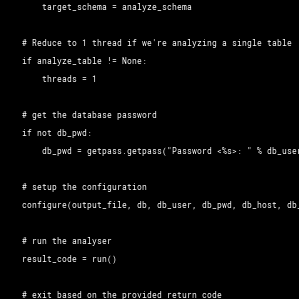 target_schema = analyze_schema
# Reduce to 1 thread if we're analyzing a single table
if analyze_table != None:
threads = 1
# get the database password
if not db_pwd:
db_pwd = getpass.getpass("Password <%s>: " % db_user
# setup the configuration
configure(output_file, db, db_user, db_pwd, db_host, db_
# run the analyser
result_code = run()
# exit based on the provided return code